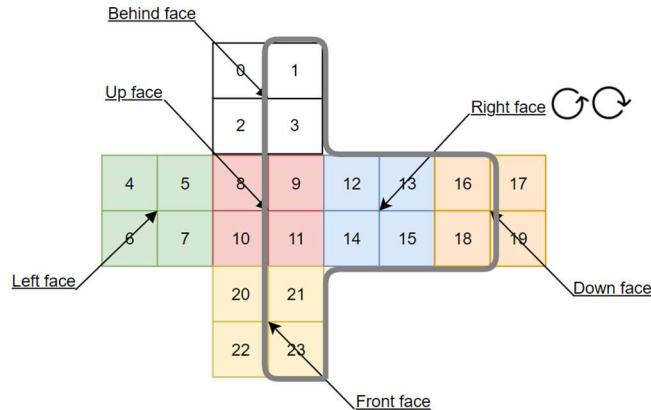 Behind face
0 1
Up face
Right face
2 3
4 5 8 9 12 13 16 17
6 7 10 11 14 15 18 19
Left face
20 21
Down face
22 23
Front face